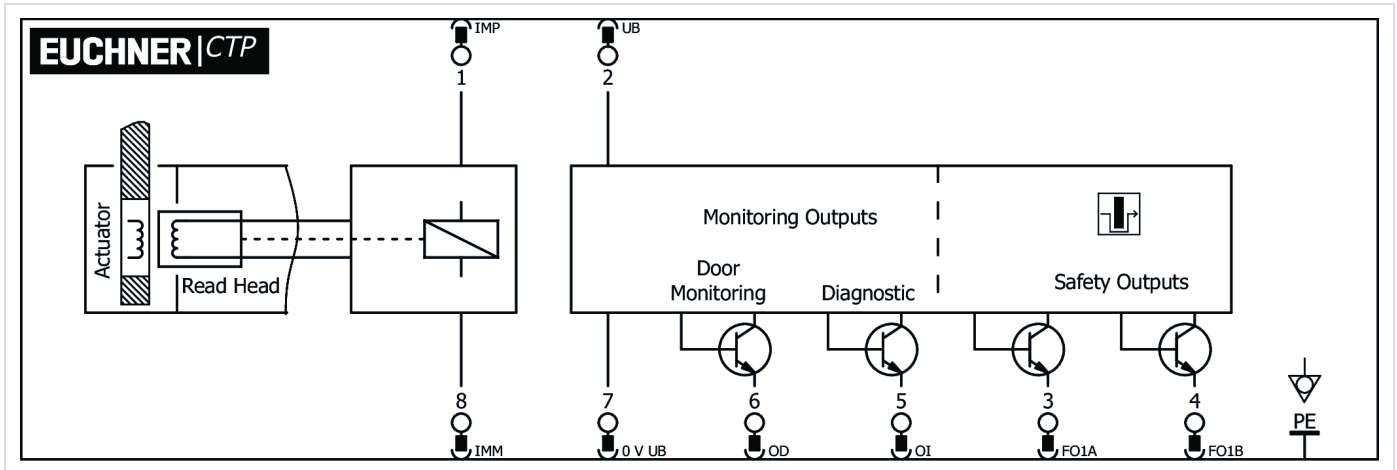 IMP
UB
EUCHNER|CTP
1
2
Monitoring Outputs
Actuator
Door
Monitoring
Diagnostic
Safety Outputs
Read Head
8
7
6
5
3
4
PE
IMM
0 V UB
OD
OI
FO1A
FO1B